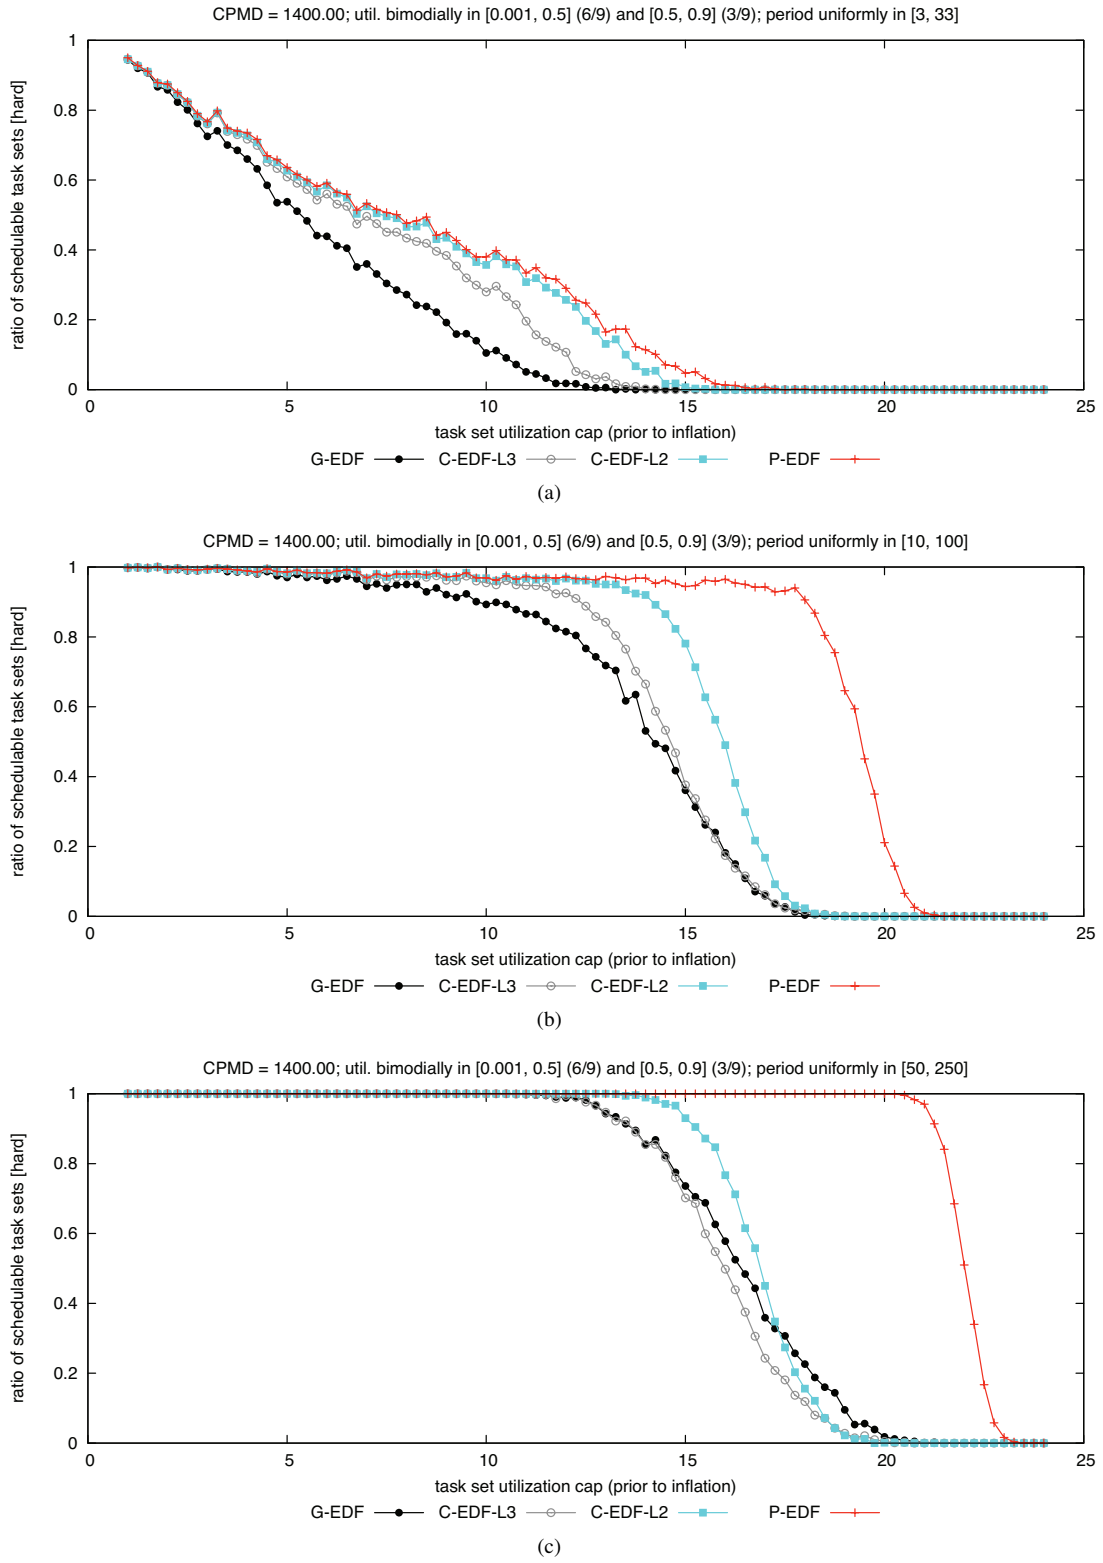 CPMD = 1400.00; util. bimodially in [0.001, 0.5] (6/9) and [0.5, 0.9] (3/9); period uniformly in [3, 33]
ratio of schedulable task sets [hard]
1
0.8
0.6
0.4
0.2
0
0 5 10 15 20 25
task set utilization cap (prior to inflation)
G-EDF C-EDF-L3 C-EDF-L2 P-EDF
(a)
CPMD = 1400.00; util. bimodially in [0.001, 0.5] (6/9) and [0.5, 0.9] (3/9); period uniformly in [10, 100]
ratio of schedulable task sets [hard]
1
0.8
0.6
0.4
0.2
0
0 5 10 15 20 25
task set utilization cap (prior to inflation)
G-EDF C-EDF-L3 C-EDF-L2 P-EDF
(b)
CPMD = 1400.00; util. bimodially in [0.001, 0.5] (6/9) and [0.5, 0.9] (3/9); period uniformly in [50, 250]
ratio of schedulable task sets [hard]
1
0.8
0.6
0.4
0.2
0
0 5 10 15 20 25
task set utilization cap (prior to inflation)
G-EDF C-EDF-L3 C-EDF-L2 P-EDF
(c)